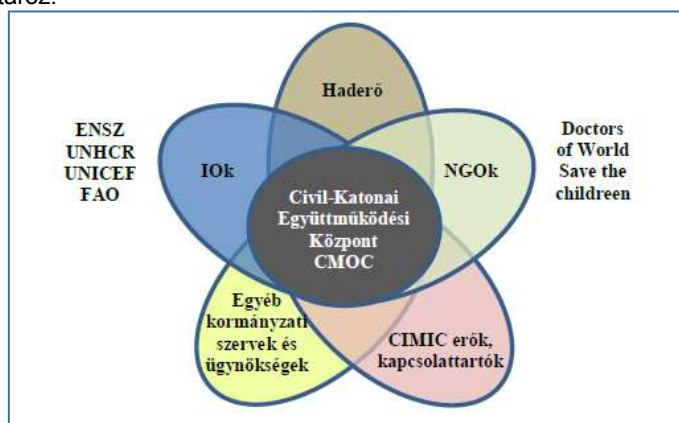 Haderő
ENSZ
UNHCR
UNICEF
FAO
IOk
NGOk
Doctors
of World
Save the
childreen
Civil-Katonai
Együttműködési
Központ
CMOC
Egyéb
kormányzati
szervek és
ügynökségek
CIMIC erők,
kapcsolattartók